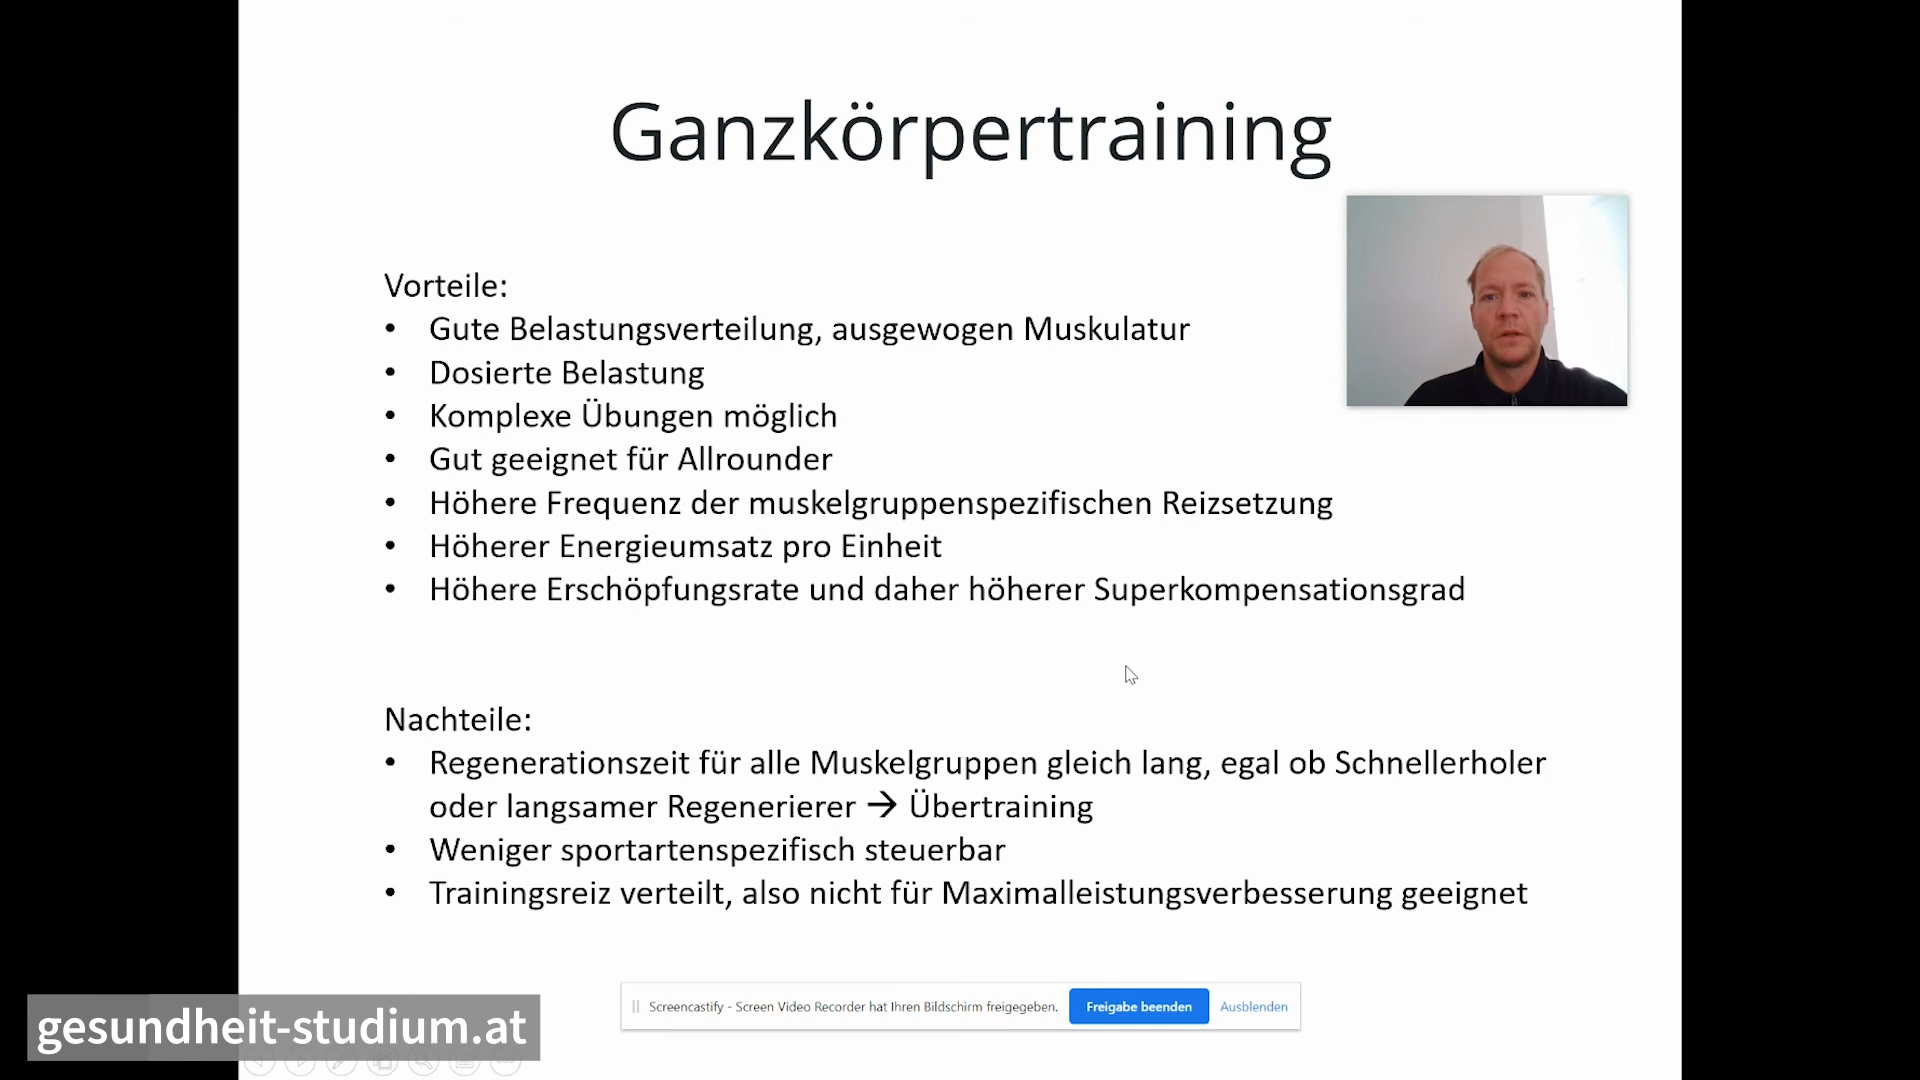 Ganzkörpertraining
Vorteile:
• Gute Belastungsverteilung, ausgewogen Muskulatur
• Dosierte Belastung
• Komplexe Übungen möglich
• Gut geeignet für Allrounder
• Höhere Frequenz der muskelgruppenspezifischen Reizsetzung
• Höherer Energieumsatz pro Einheit
• Höhere Erschöpfungsrate und daher höherer Superkompensationsgrad
Nachteile:
• Regenerationszeit für alle Muskelgruppen gleich lang, egal ob Schnellerholer
oder langsamer Regenerierer → Übertraining
• Weniger sportartenspezifisch steuerbar
• Trainingsreiz verteilt, also nicht für Maximalleistungsverbesserung geeignet
Screencastify - Screen Video Recorder hat Ihren Bildschirm freigegeben. Freigabe beenden Ausblenden
gesundheit-studium.at